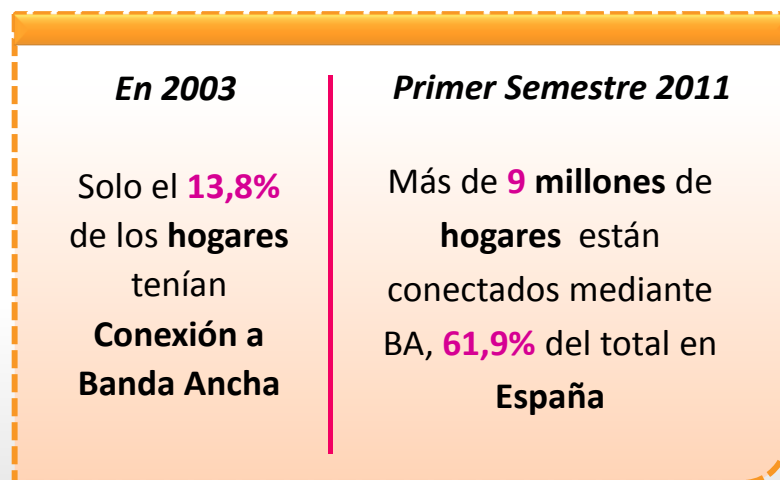 En 2003
Solo el 13,8%
de los hogares
tenían
Conexión a
Banda Ancha
Primer Semestre 2011
Más de 9 millones de
hogares están
conectados mediante
BA, 61,9% del total en
España